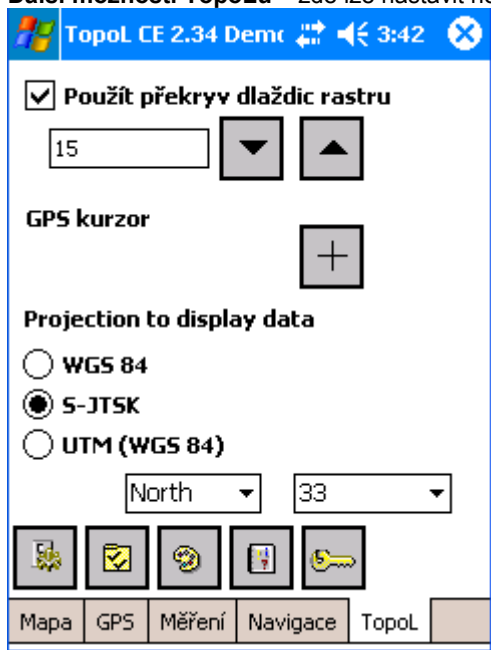 TopoL CE 2.34 Demo 3:42
Použít překryv dlaždic rastru
15
GPS kurzor
Projection to display data
WGS 84
S-JTSK
UTM (WGS 84)
North 33
Mapa GPS Měření Navigace TopoL